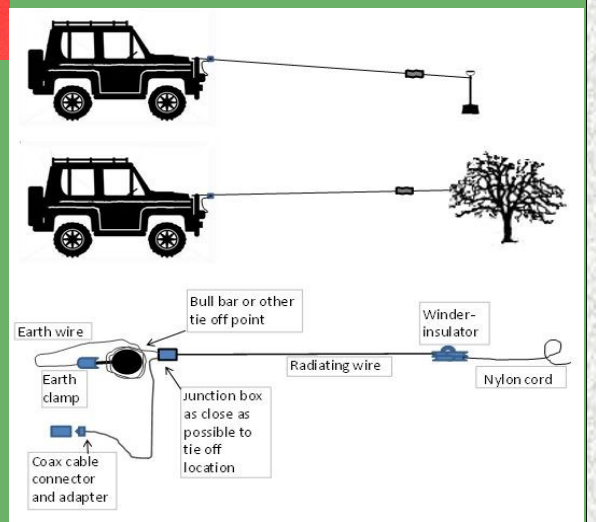 Bull bar or other
tie off point
Winder-
insulator
Earth wire
Radiating wire
Earth
clamp
Nylon cord
Junction box
as close as
possible to
tie off
location
Coax cable
connector
and adapter